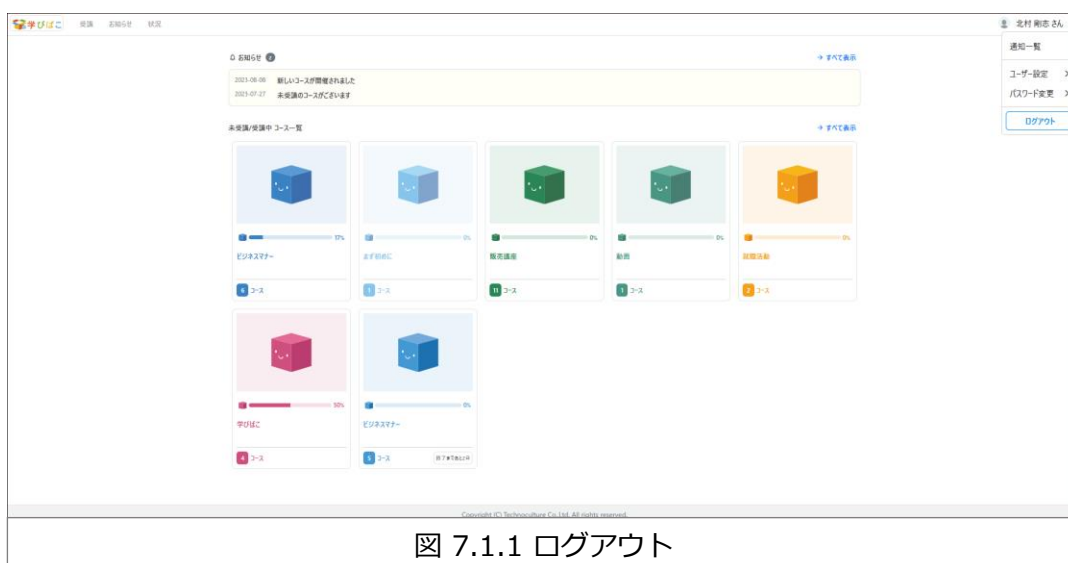 学びばこ 受講 お知らせ 状況 北村 剛志 さん
通知一覧
ユーザー設定
パスワード変更
ログアウト
お知らせ すべて表示
2021-08-08 新しいコースが開催されました
2021-07-27 未受講のコースがございます
未受講/受講中 コース一覧 すべて表示
0% 0% 0% 0%
ビジネスマナー まず初めに 販売講座 動画 就職活動
6 コース 1 コース 11 コース 1 コース 2 コース
50% 0%
学びばこ ビジネスマナー
4 コース 5 コース
Copyright (C) Technoculture Co.,Ltd. All rights reserved.
図 7.1.1 ログアウト